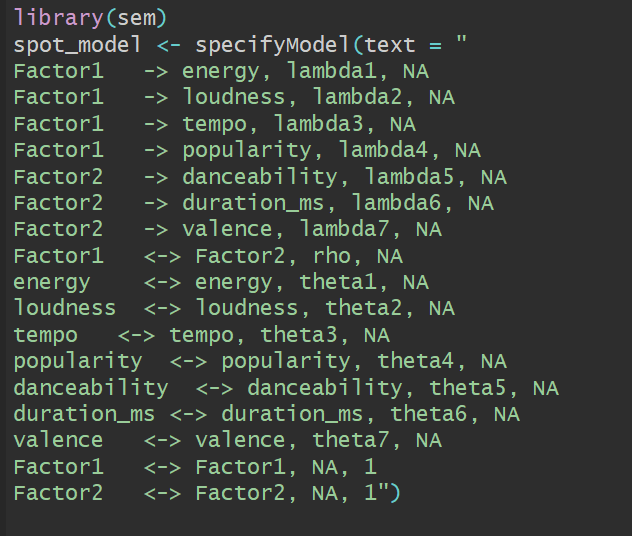 library(sem)
spot_model <- specifyModel(text = "
Factor1   -> energy, lambda1, NA
Factor1   -> loudness, lambda2, NA
Factor1   -> tempo, lambda3, NA
Factor1   -> popularity, lambda4, NA
Factor2   -> danceability, lambda5, NA
Factor2   -> duration_ms, lambda6, NA
Factor2   -> valence, lambda7, NA
Factor1   <-> Factor2, rho, NA
energy    <-> energy, theta1, NA
loudness  <-> loudness, theta2, NA
tempo   <-> tempo, theta3, NA
popularity  <-> popularity, theta4, NA
danceability  <-> danceability, theta5, NA
duration_ms <-> duration_ms, theta6, NA
valence   <-> valence, theta7, NA
Factor1   <-> Factor1, NA, 1
Factor2   <-> Factor2, NA, 1")